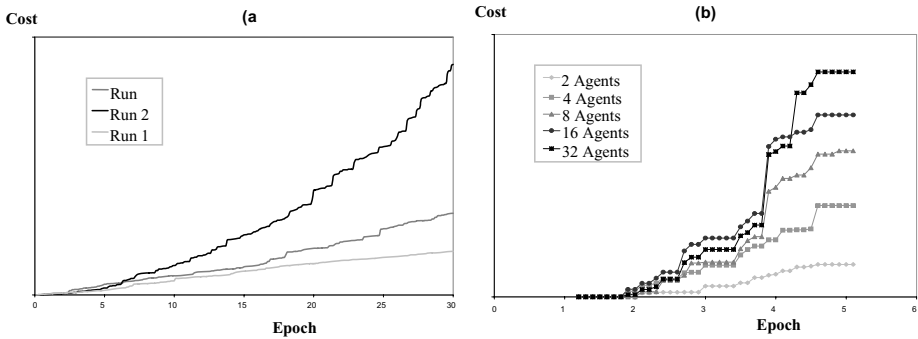 (a
Cost
Run
Run 2
Run 1
0 5 10 15 20 25 30
Epoch
(b)
Cost
2 Agents
4 Agents
8 Agents
16 Agents
32 Agents
0 1 2 3 4 5 6
Epoch